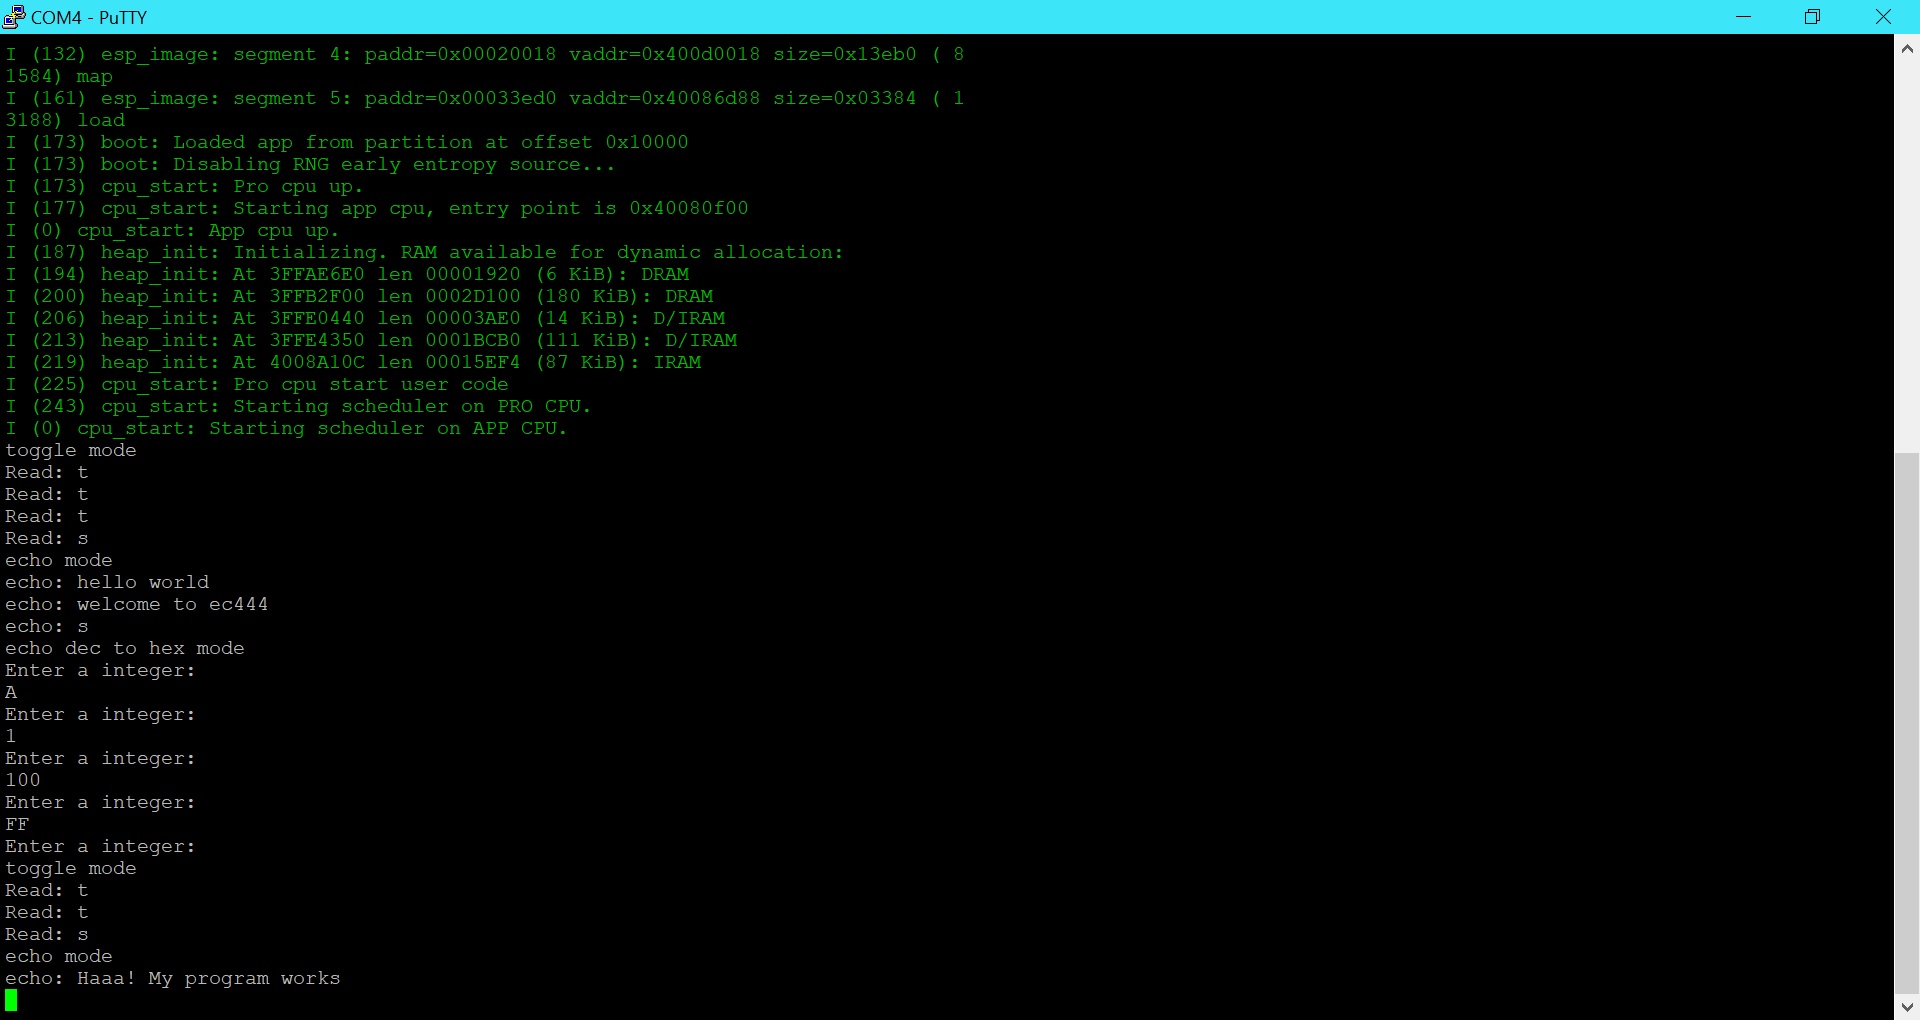 COM4 - PuTTY
I (132) esp_image: segment 4: paddr=0x00020018 vaddr=0x400d0018 size=0x13eb0 ( 8
1584) map
I (161) esp_image: segment 5: paddr=0x00033ed0 vaddr=0x40086d88 size=0x03384 ( 1
3188) load
I (173) boot: Loaded app from partition at offset 0x10000
I (173) boot: Disabling RNG early entropy source...
I (173) cpu_start: Pro cpu up.
I (177) cpu_start: Starting app cpu, entry point is 0x40080f00
I (0) cpu_start: App cpu up.
I (187) heap_init: Initializing. RAM available for dynamic allocation:
I (194) heap_init: At 3FFAE6E0 len 00001920 (6 KiB): DRAM
I (200) heap_init: At 3FFB2F00 len 0002D100 (180 KiB): DRAM
I (206) heap_init: At 3FFE0440 len 00003AE0 (14 KiB): D/IRAM
I (213) heap_init: At 3FFE4350 len 0001BCB0 (111 KiB): D/IRAM
I (219) heap_init: At 4008A10C len 00015EF4 (87 KiB): IRAM
I (225) cpu_start: Pro cpu start user code
I (243) cpu_start: Starting scheduler on PRO CPU.
I (0) cpu_start: Starting scheduler on APP CPU.
toggle mode
Read: t
Read: t
Read: t
Read: s
echo mode
echo: hello world
echo: welcome to ec444
echo: s
echo dec to hex mode
Enter a integer:
A
Enter a integer:
1
Enter a integer:
100
Enter a integer:
FF
Enter a integer:
toggle mode
Read: t
Read: t
Read: s
echo mode
echo: Haaa! My program works